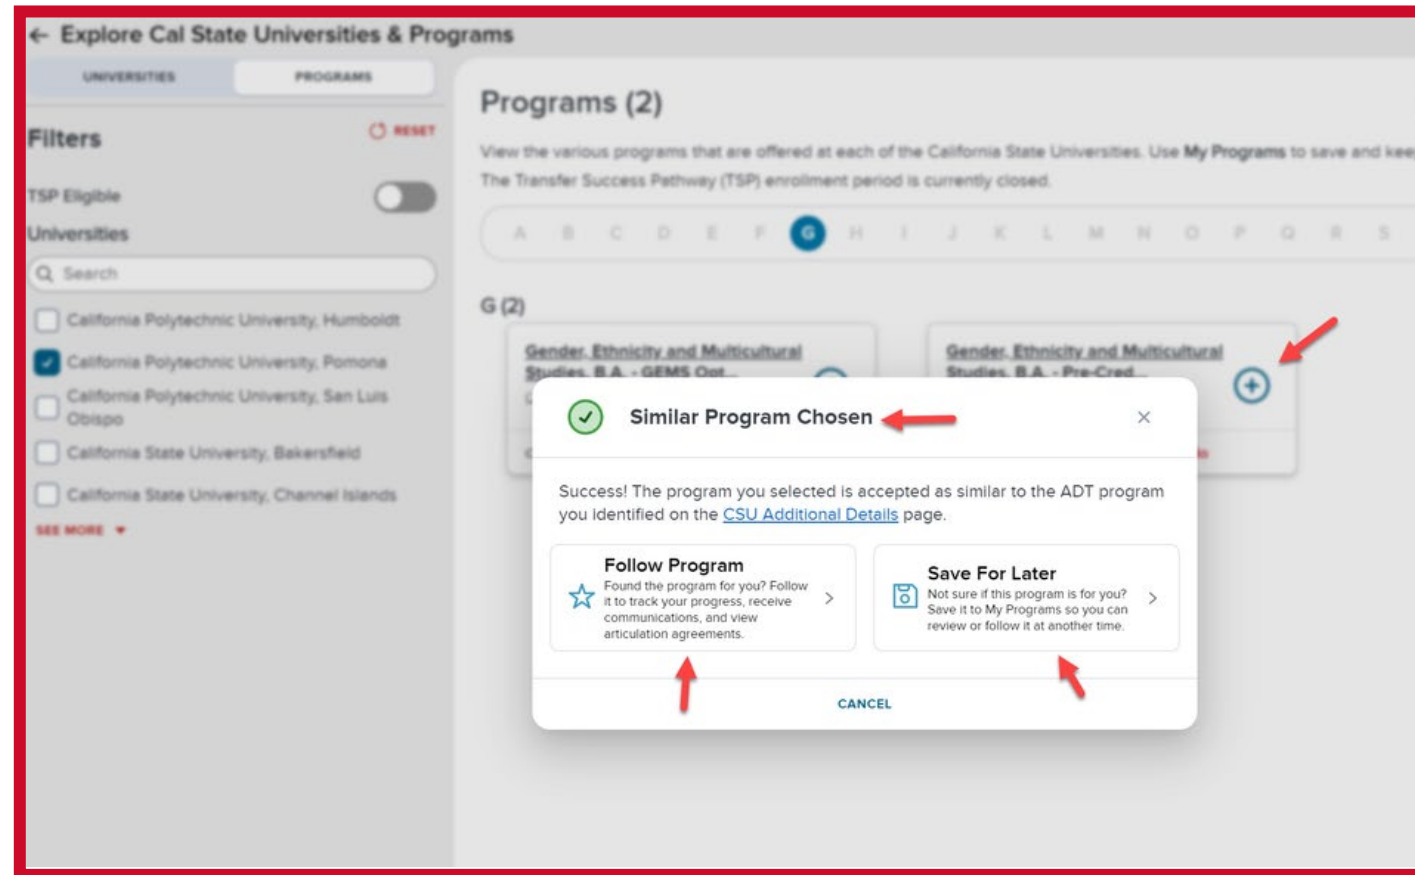 Explore Cal State Universities & Programs
UNIVERSITIES
PROGRAMS
Filters
RESET
TSP Eligible
Universities
Search
California Polytechnic University, Humboldt
California Polytechnic University, Pomona
California Polytechnic University, San Luis
Obispo
California State University, Bakersfield
California State University, Channel Islands
SEE MORE
Programs (2)
View the various programs that are offered at each of the California State Universities. Use My Programs to save and kee
The Transfer Success Pathway (TSP) enrollment period is currently closed.
A B C D E F G H I J K L M N O P Q R S
G (2)
Gender, Ethnicity and Multicultural
Studies, B.A. - GEMS Opt...
Gender, Ethnicity and Multicultural
Studies, B.A. - Pre-Cred...
Similar Program Chosen
Success! The program you selected is accepted as similar to the ADT program
you identified on the CSU Additional Details page.
Follow Program
Found the program for you? Follow
it to track your progress, receive
communications, and view
articulation agreements.
Save For Later
Not sure if this program is for you?
Save it to My Programs so you can
review or follow it at another time.
CANCEL